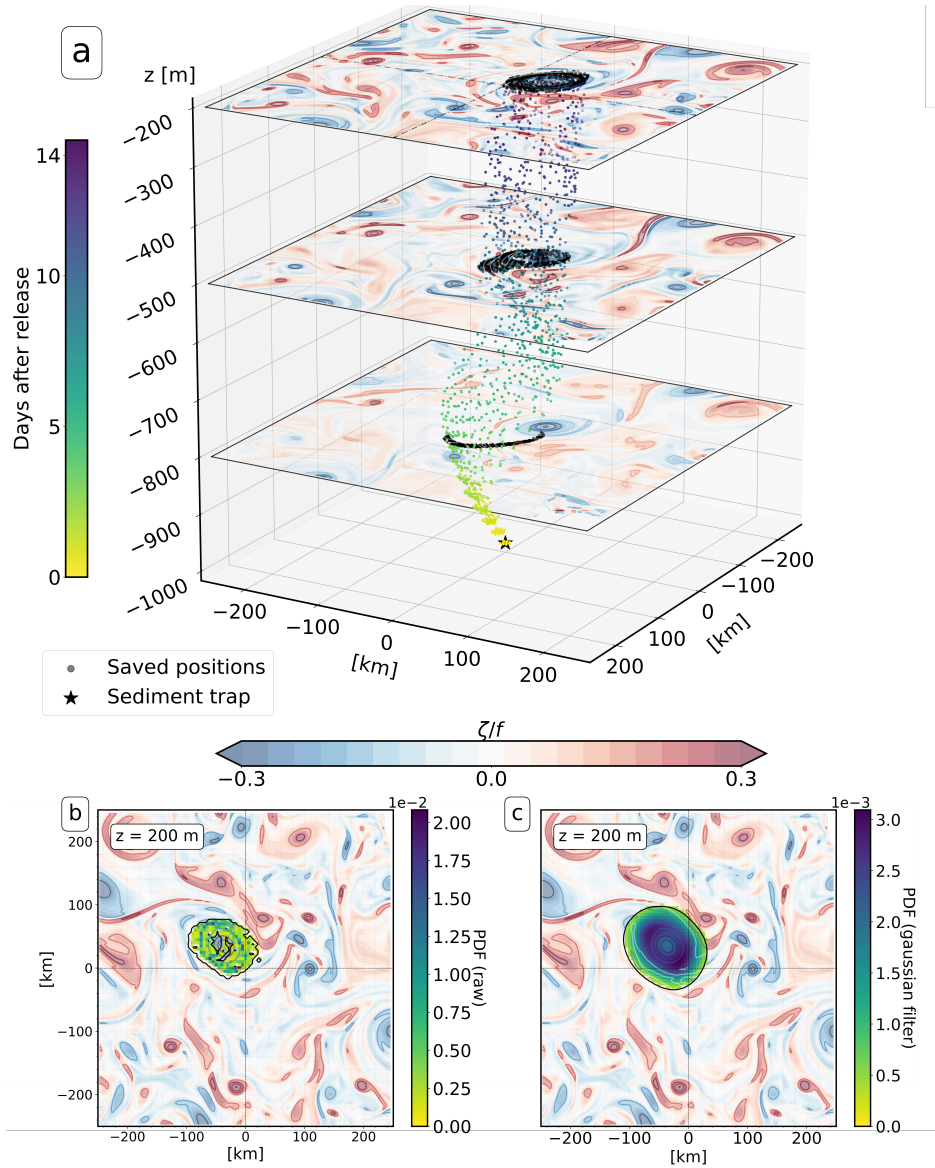 a
z [m]
−200
−300
−400
−500
−600
−700
−800
−900
−1000
14
10
5
0
Days after release
−200
−100
0
100
200
[km]
−200
−100
0
100
200
[km]
Saved positions
Sediment trap
ζ/f
−0.3 0.0 0.3
b
z = 200 m
1e−2
200
100
0
−100
−200
[km]
−200 −100 0 100 200
[km]
2.00
1.75
1.50
1.25
1.00
0.75
0.50
0.25
0.00
PDF (raw)
c
z = 200 m
1e−3
−200 −100 0 100 200
[km]
3.0
2.5
2.0
1.5
1.0
0.5
0.0
PDF (gaussian filter)